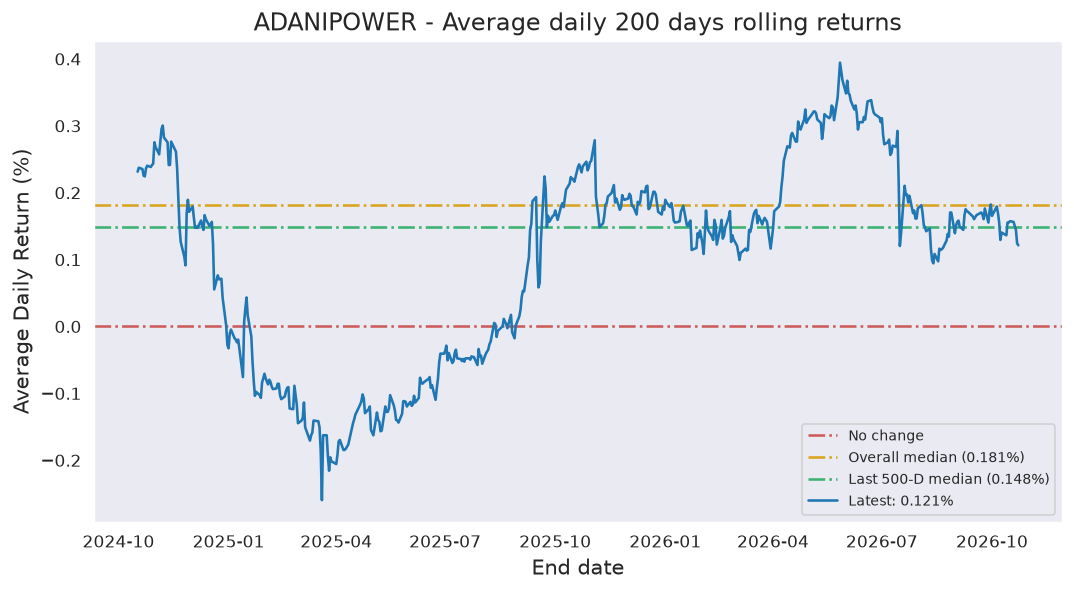 ADANIPOWER - Average daily 200 days rolling returns
Average Daily Return (%)
0.4
0.3
0.2
0.1
0.0
−0.1
−0.2
No change
Overall median (0.181%)
Last 500-D median (0.148%)
Latest: 0.121%
2024-10 2025-01 2025-04 2025-07 2025-10 2026-01 2026-04 2026-07 2026-10
End date